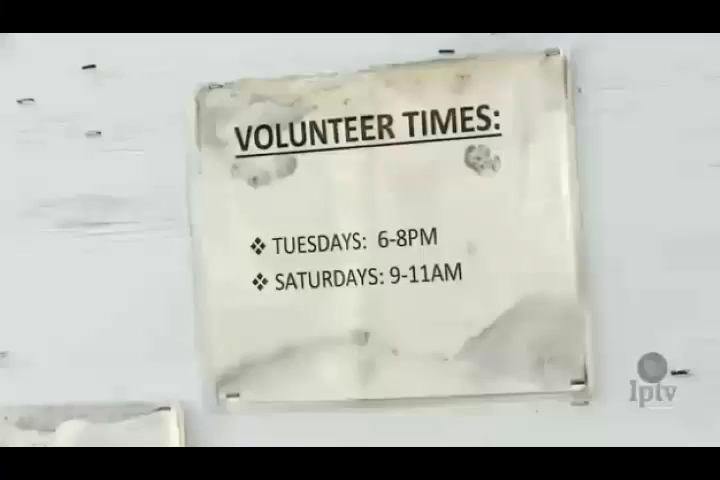 VOLUNTEER TIMES:
❖ TUESDAYS: 6-8PM
❖ SATURDAYS: 9-11AM
Iptv